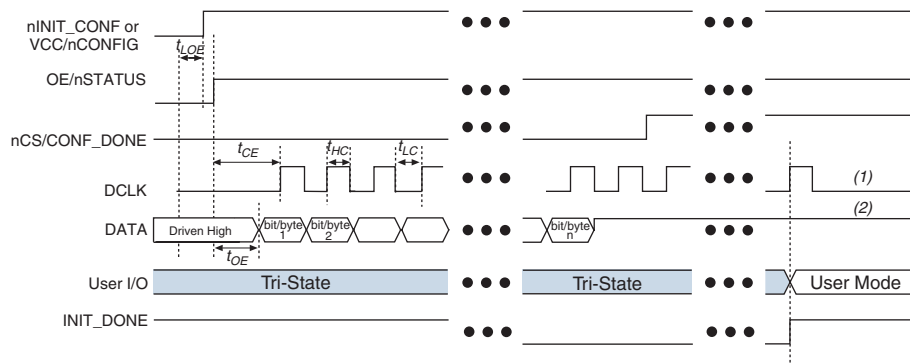 nINIT_CONF or
VCC/nCONFIG
tLOE
OE/nSTATUS
nCS/CONF_DONE
tCE
tHC
tLC
DCLK
(1)
(2)
DATA
Driven High
bit/byte
1
bit/byte
2
bit/byte
n
tOE
User I/O
Tri-State
Tri-State
User Mode
INIT_DONE